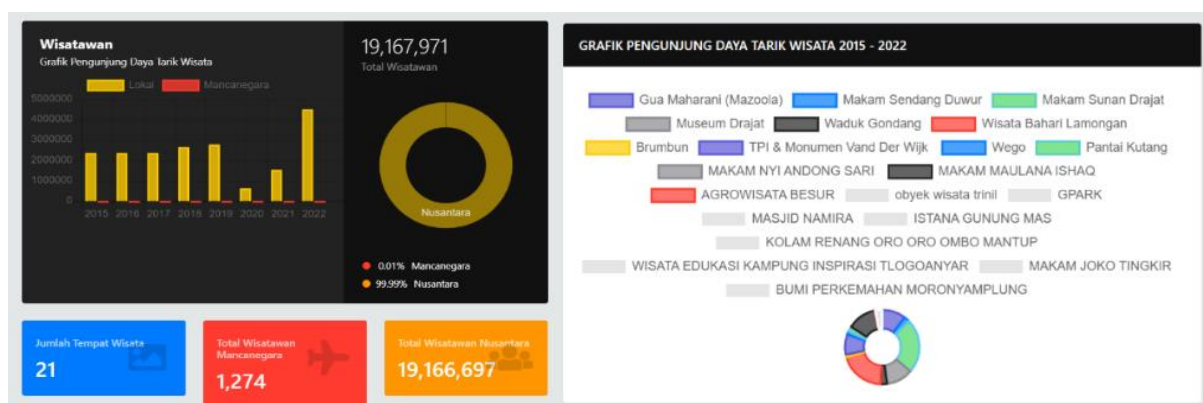 Wisatawan
Grafik Pengunjung Daya Tarik Wisata
Lokal Mancanegara
5000000
4000000
3000000
2000000
1000000
0
2015 2016 2017 2018 2019 2020 2021 2022
19,167,971
Total Wisatawan
Nusantara
0.01% Mancanegara
99.99% Nusantara
Jumlah Tempat Wisata
21
Total Wisatawan
Mancanegara
1,274
Total Wisatawan Nusantara
19,166,697
GRAFIK PENGUNJUNG DAYA TARIK WISATA 2015 - 2022
Gua Maharani (Mazoola) Makam Sendang Duwur Makam Sunan Drajat
Museum Drajat Waduk Gondang Wisata Bahari Lamongan
Brumbun TPI & Monumen Vand Der Wijk Wego Pantai Kutang
MAKAM NYI ANDONG SARI MAKAM MAULANA ISHAQ
AGROWISATA BESUR obyek wisata trinil GPARK
MASJID NAMIRA ISTANA GUNUNG MAS
KOLAM RENANG ORO ORO OMBO MANTUP
WISATA EDUKASI KAMPUNG INSPIRASI TLOGOANYAR MAKAM JOKO TINGKIR
BUMI PERKEMAHAN MORONYAMPLUNG